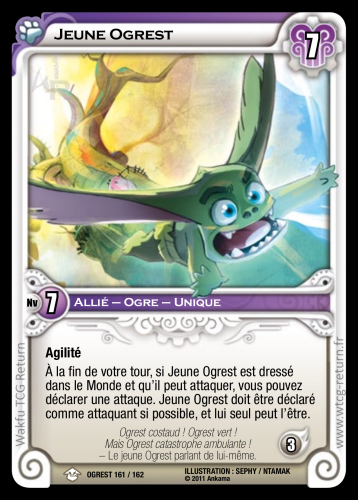 Jeune Ogrest
7
Nv 7
Allié – Ogre – Unique
Agilité
À la fin de votre tour, si Jeune Ogrest est dressé
dans le Monde et qu'il peut attaquer, vous pouvez
déclarer une attaque. Jeune Ogrest doit être déclaré
comme attaquant si possible, et lui seul peut l'être.
Ogrest costaud ! Ogrest vert !
Mais Ogrest catastrophe ambulante !
– Le jeune Ogrest parlant de lui-même.
3
OGREST 161 / 162
ILLUSTRATION : SEPHY / NTAMAK
© 2011 Ankama
Wakfu-TCG-Return
www.wtcg-return.fr